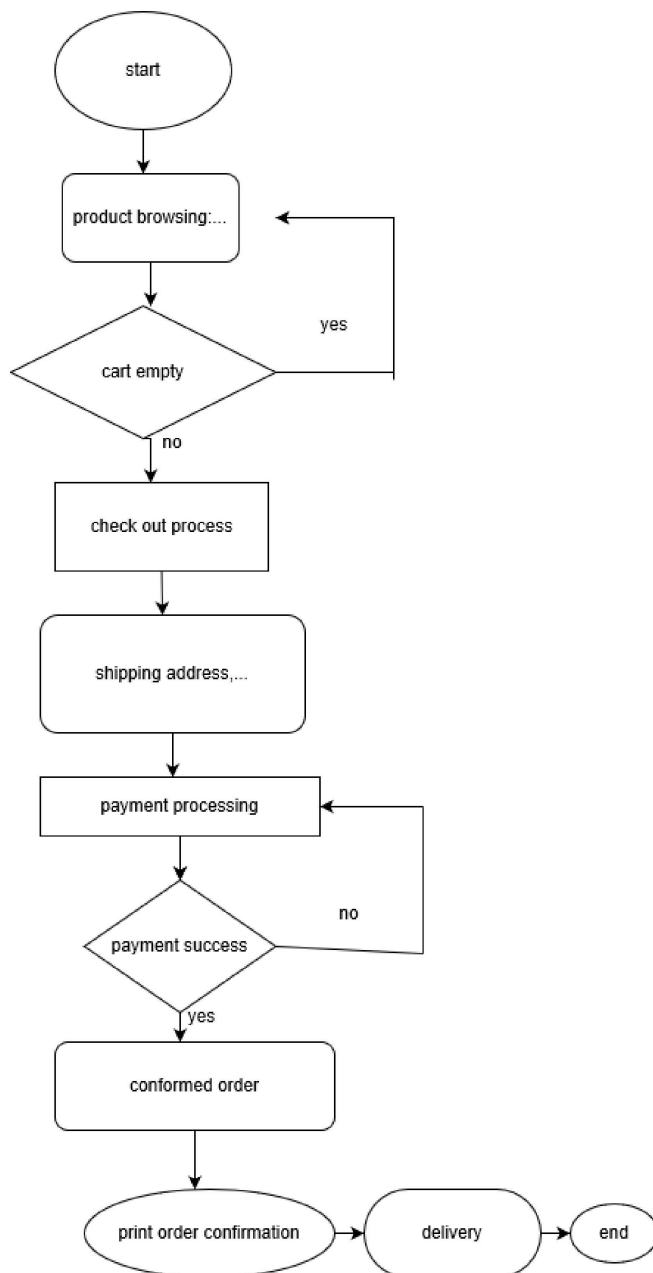 start
product browsing:...
yes
cart empty
no
check out process
shipping address,...
payment processing
no
payment success
yes
conformed order
print order confirmation
delivery
end